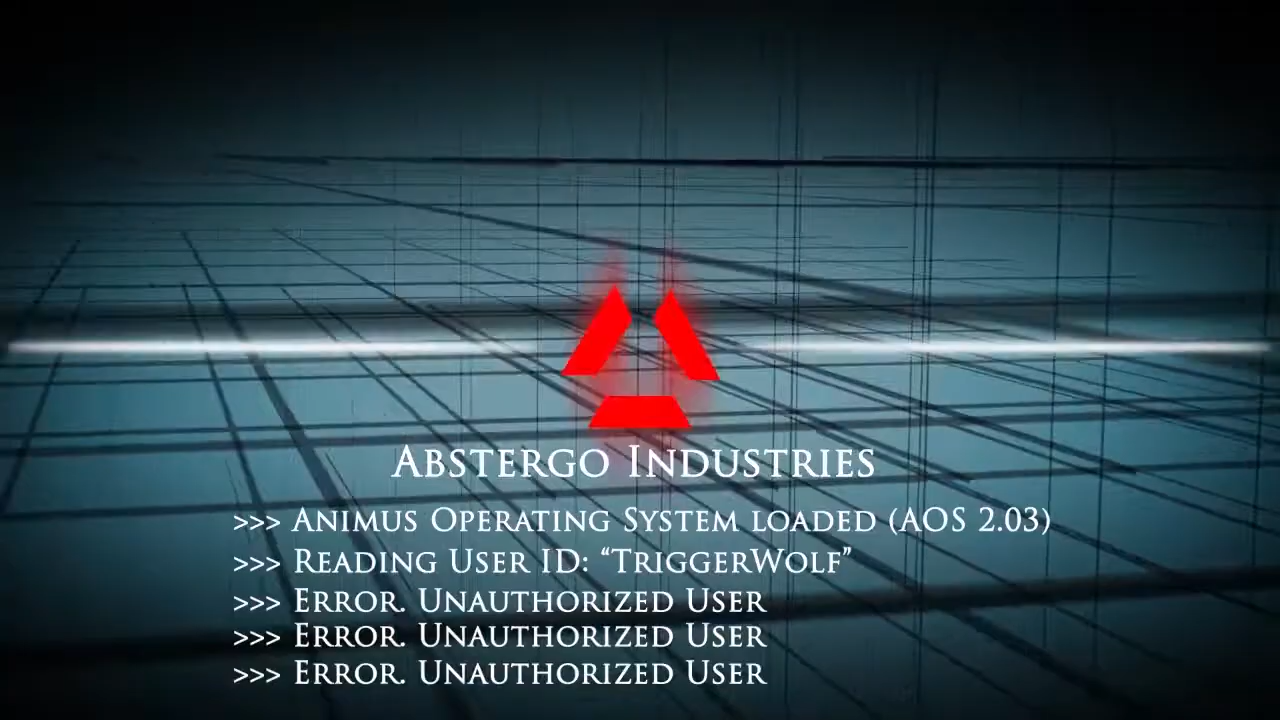 Abstergo Industries
>>> Animus Operating System loaded (AOS 2.03)
>>> Reading User ID: “TriggerWolf”
>>> Error. Unauthorized User
>>> Error. Unauthorized User
>>> Error. Unauthorized User